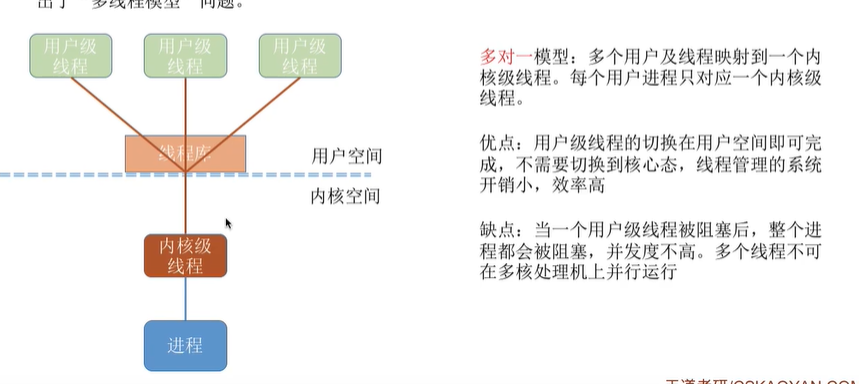 出了“多线程模型”问题。
用户级
线程
用户级
线程
用户级
线程
线程库
用户空间
内核空间
内核级
线程
进程
多对一模型：多个用户及线程映射到一个内
核级线程。每个用户进程只对应一个内核级
线程。
优点：用户级线程的切换在用户空间即可完
成，不需要切换到核心态，线程管理的系统
开销小，效率高
缺点：当一个用户级线程被阻塞后，整个进
程都会被阻塞，并发度不高。多个线程不可
在多核处理机上并行运行
王道考研/CSKAOYAN.COM